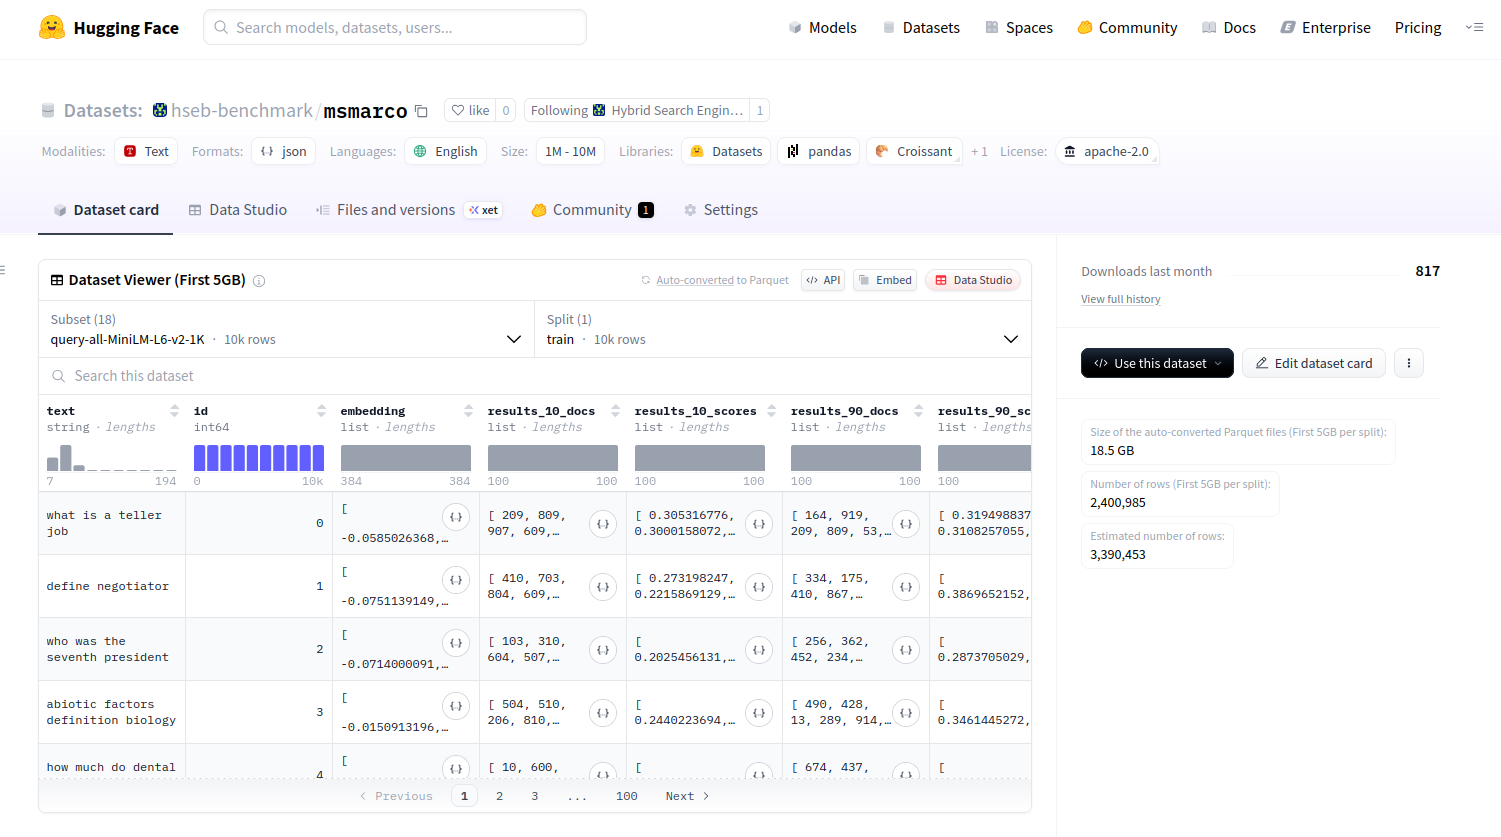 Hugging Face
Search models, datasets, users...
Models
Datasets
Spaces
Community
Docs
Enterprise
Pricing
Datasets: hseb-benchmark/msmarco
like 0
Following Hybrid Search Engin… 1
Modalities: Text Formats: json Languages: English Size: 1M - 10M Libraries: Datasets pandas Croissant + 1 License: apache-2.0
Dataset card
Data Studio
Files and versions xet
Community 1
Settings
Dataset Viewer (First 5GB)
Auto-converted to Parquet
</> API
Embed
Data Studio
Subset (18)
query-all-MiniLM-L6-v2-1K · 10k rows
Split (1)
train · 10k rows
Search this dataset
text id embedding results_10_docs results_10_scores results_90_docs results_90_sc
string · lengths int64 list · lengths list · lengths list · lengths list · lengths list · lengths
7 194 0 10k 384 384 100 100 100 100 100 100 100
what is a teller job
0
[ -0.0585026368,…
[ 209, 809, 907, 609,…
[ 0.305316776, 0.3000158072,…
[ 164, 919, 209, 809, 53,…
[ 0.319498837 0.3108257055,
define negotiator
1
[ -0.0751139149,…
[ 410, 703, 804, 609,…
[ 0.273198247, 0.2215869129,…
[ 334, 175, 410, 867,…
[ 0.3869652152,
who was the seventh president
2
[ -0.0714000091,…
[ 103, 310, 604, 507,…
[ 0.2025456131,…
[ 256, 362, 452, 234,…
[ 0.2873705029,
abiotic factors definition biology
3
[ -0.0150913196,…
[ 504, 510, 206, 810,…
[ 0.2440223694,…
[ 490, 428, 13, 289, 914,…
[ 0.3461445272,
how much do dental
4
[
[ 10, 600,
[
[ 674, 437,
[
Previous 1 2 3 ... 100 Next
Downloads last month 817
View full history
</> Use this dataset
Edit dataset card
Size of the auto-converted Parquet files (First 5GB per split):
18.5 GB
Number of rows (First 5GB per split):
2,400,985
Estimated number of rows:
3,390,453